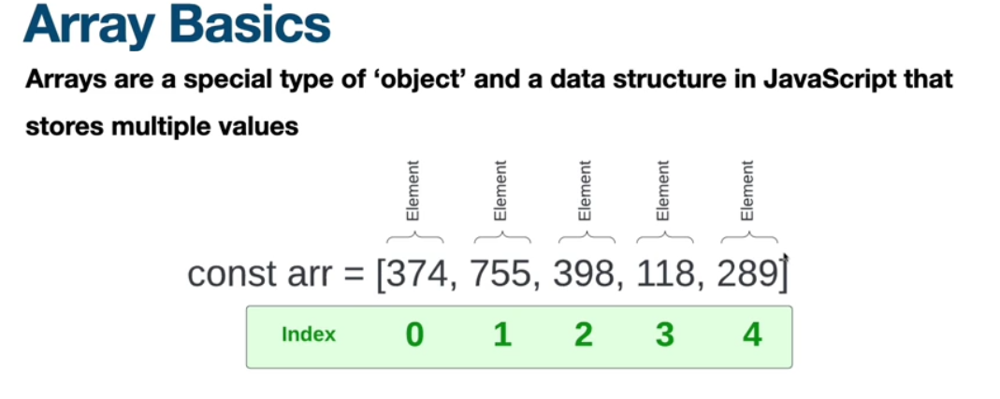 Array Basics
Arrays are a special type of ‘object’ and a data structure in JavaScript that
stores multiple values
Element Element Element Element Element
const arr = [374, 755, 398, 118, 289]
Index 0 1 2 3 4